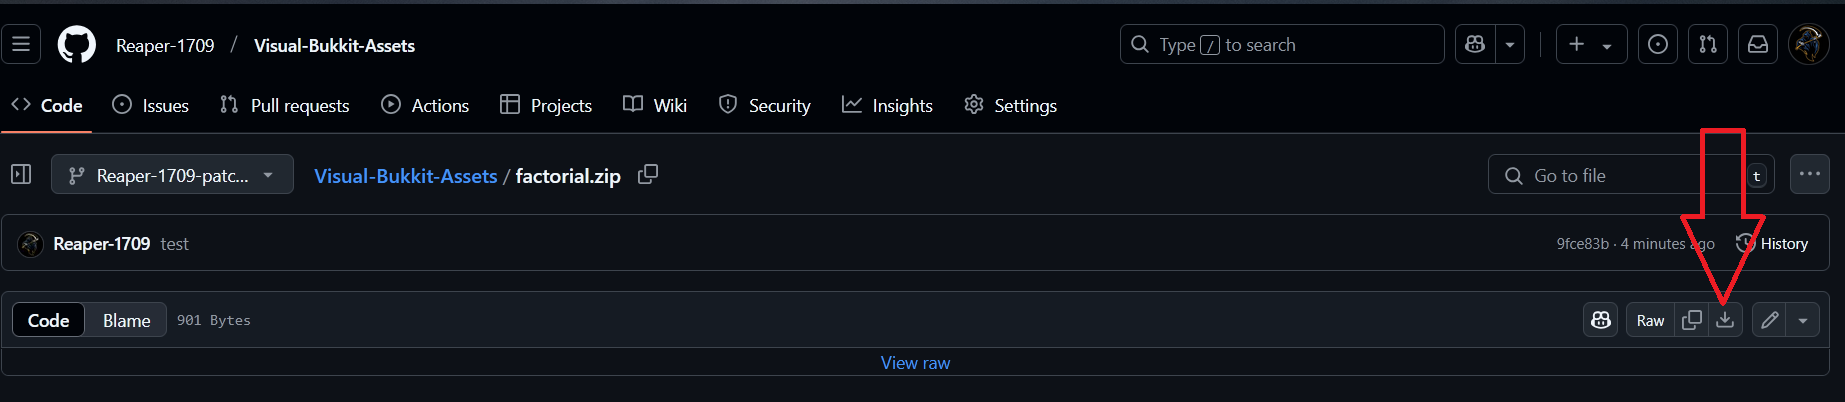 Reaper-1709 / Visual-Bukkit-Assets Type / to search
Code Issues Pull requests Actions Projects Wiki Security Insights Settings
Reaper-1709-patc... Visual-Bukkit-Assets / factorial.zip Go to file t
Reaper-1709 test 9fce83b · 4 minutes ago History
Code Blame 901 Bytes Raw
View raw